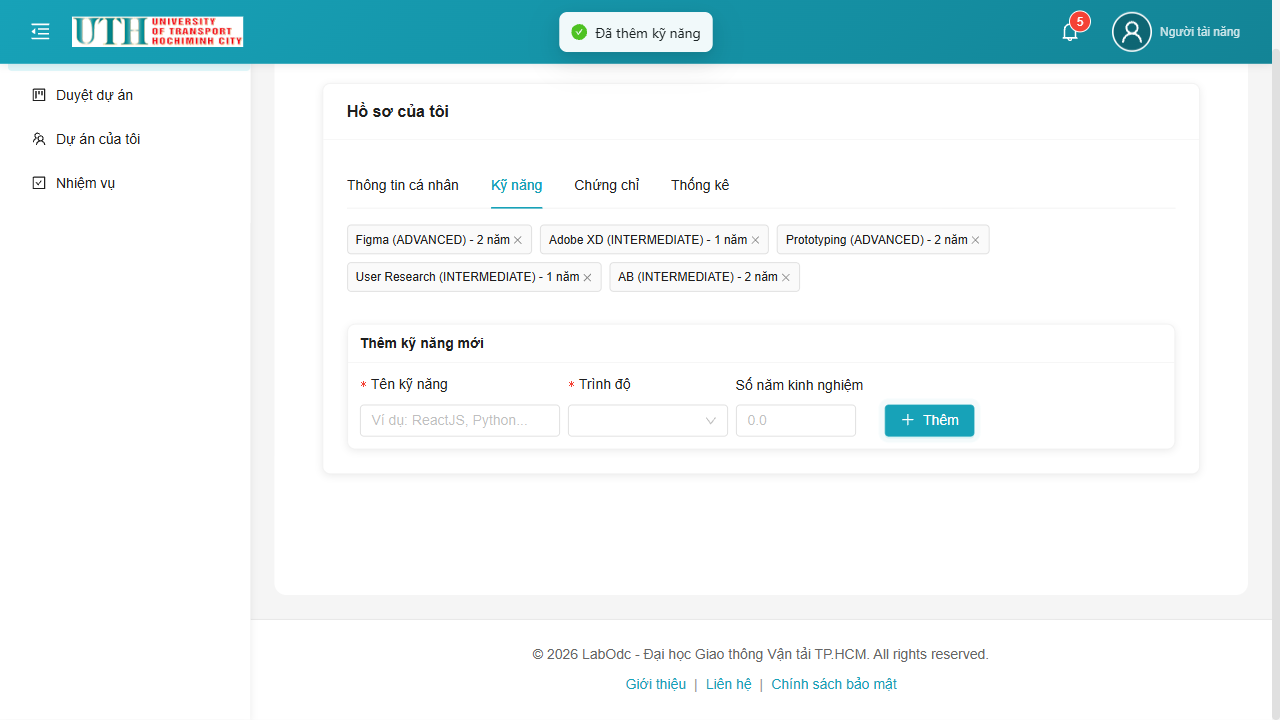 UTH UNIVERSITY
OF TRANSPORT
HOCHIMINH CITY
Đã thêm kỹ năng
5
Người tài năng
Duyệt dự án
Dự án của tôi
Nhiệm vụ
Hồ sơ của tôi
Thông tin cá nhân Kỹ năng Chứng chỉ Thống kê
Figma (ADVANCED) - 2 năm Adobe XD (INTERMEDIATE) - 1 năm Prototyping (ADVANCED) - 2 năm
User Research (INTERMEDIATE) - 1 năm AB (INTERMEDIATE) - 2 năm
Thêm kỹ năng mới
* Tên kỹ năng * Trình độ Số năm kinh nghiệm
Ví dụ: ReactJS, Python... 0.0 + Thêm
© 2026 LabOdc - Đại học Giao thông Vận tải TP.HCM. All rights reserved.
Giới thiệu | Liên hệ | Chính sách bảo mật